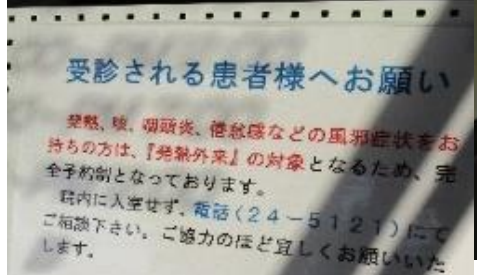 受診される患者様へお願い
発熱、咳、咽頭炎、倦怠感などの風邪症状をお
持ちの方は、『発熱外来』の対象となるため、完
全予約制となっております。
院内に入室せず、電話(24-5121)にて
ご相談下さい。ご協力のほど宜しくお願いいた
します。